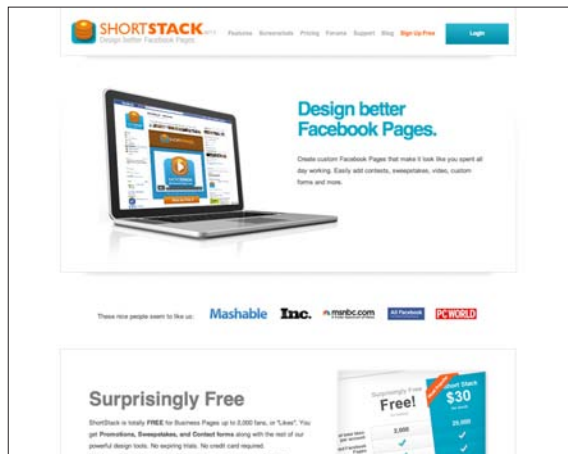 SHORTSTACK
Design better Facebook Pages.
Features Screenshots Pricing Forums Support Blog Sign Up Free Login
Design better
Facebook Pages.
Create custom Facebook Pages that make it look like you spent all
day working. Easily add contests, sweepstakes, video, custom
forms and more.
These nice people seem to like us: Mashable Inc. msnbc.com All Facebook PC WORLD
Surprisingly Free
ShortStack is totally FREE for Business Pages up to 2,000 fans, or "Likes". You
get Promotions, Sweepstakes, and Contest forms along with the rest of our
powerful design tools. No expiring trials. No credit card required.
Surprisingly Free
Free!
Short Stack
$30
2,000
25,000